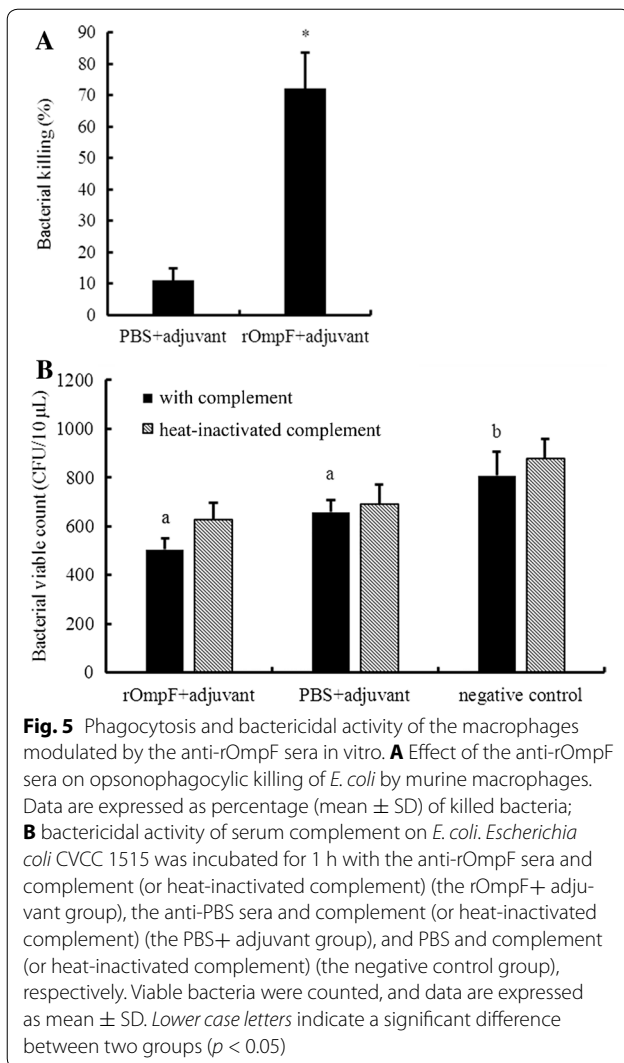 A
*
90
80
70
60
50
40
30
20
10
0
Bacterial killing (%)
PBS+adjuvant rOmpF+adjuvant
B
1200
1000
800
600
400
200
0
Bacterial viable count (CFU/10 μL)
with complement
heat-inactivated complement
a
a
b
rOmpF+adjuvant PBS+adjuvant negative control
Fig. 5 Phagocytosis and bactericidal activity of the macrophages
modulated by the anti-rOmpF sera in vitro. A Effect of the anti-rOmpF
sera on opsonophagocylic killing of E. coli by murine macrophages.
Data are expressed as percentage (mean ± SD) of killed bacteria;
B bactericidal activity of serum complement on E. coli. Escherichia
coli CVCC 1515 was incubated for 1 h with the anti-rOmpF sera and
complement (or heat-inactivated complement) (the rOmpF+ adju-
vant group), the anti-PBS sera and complement (or heat-inactivated
complement) (the PBS+ adjuvant group), and PBS and complement
(or heat-inactivated complement) (the negative control group),
respectively. Viable bacteria were counted, and data are expressed
as mean ± SD. Lower case letters indicate a significant difference
between two groups (p < 0.05)